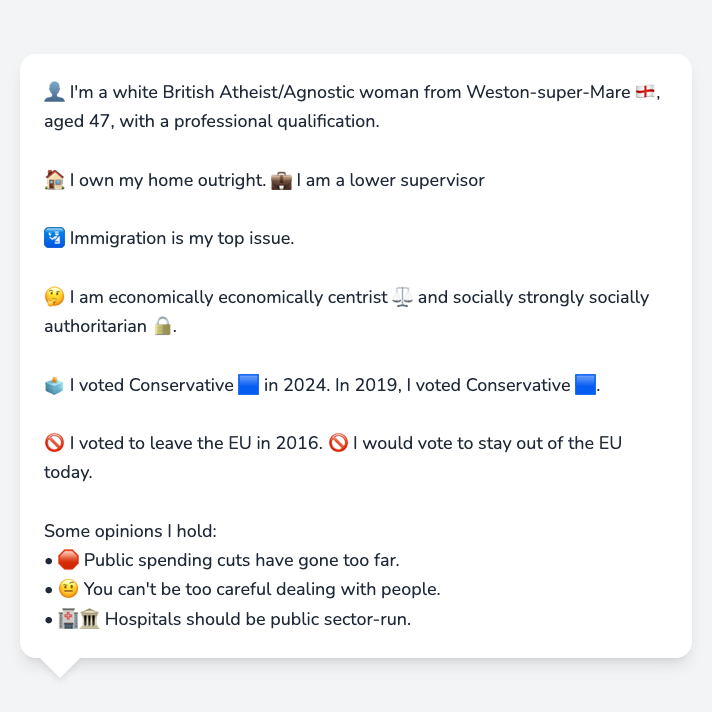 👤 I'm a white British Atheist/Agnostic woman from Weston-super-Mare 🏴󠁧󠁢󠁥󠁮󠁧󠁿,
aged 47, with a professional qualification.
🏠 I own my home outright. 💼 I am a lower supervisor
🛂 Immigration is my top issue.
🤔 I am economically economically centrist ⚖️ and socially strongly socially
authoritarian 🔒.
🗳️ I voted Conservative 🟦 in 2024. In 2019, I voted Conservative 🟦.
🚫 I voted to leave the EU in 2016. 🚫 I would vote to stay out of the EU
today.
Some opinions I hold:
• 🛑 Public spending cuts have gone too far.
• 🤨 You can't be too careful dealing with people.
• 🏥🏛️ Hospitals should be public sector-run.